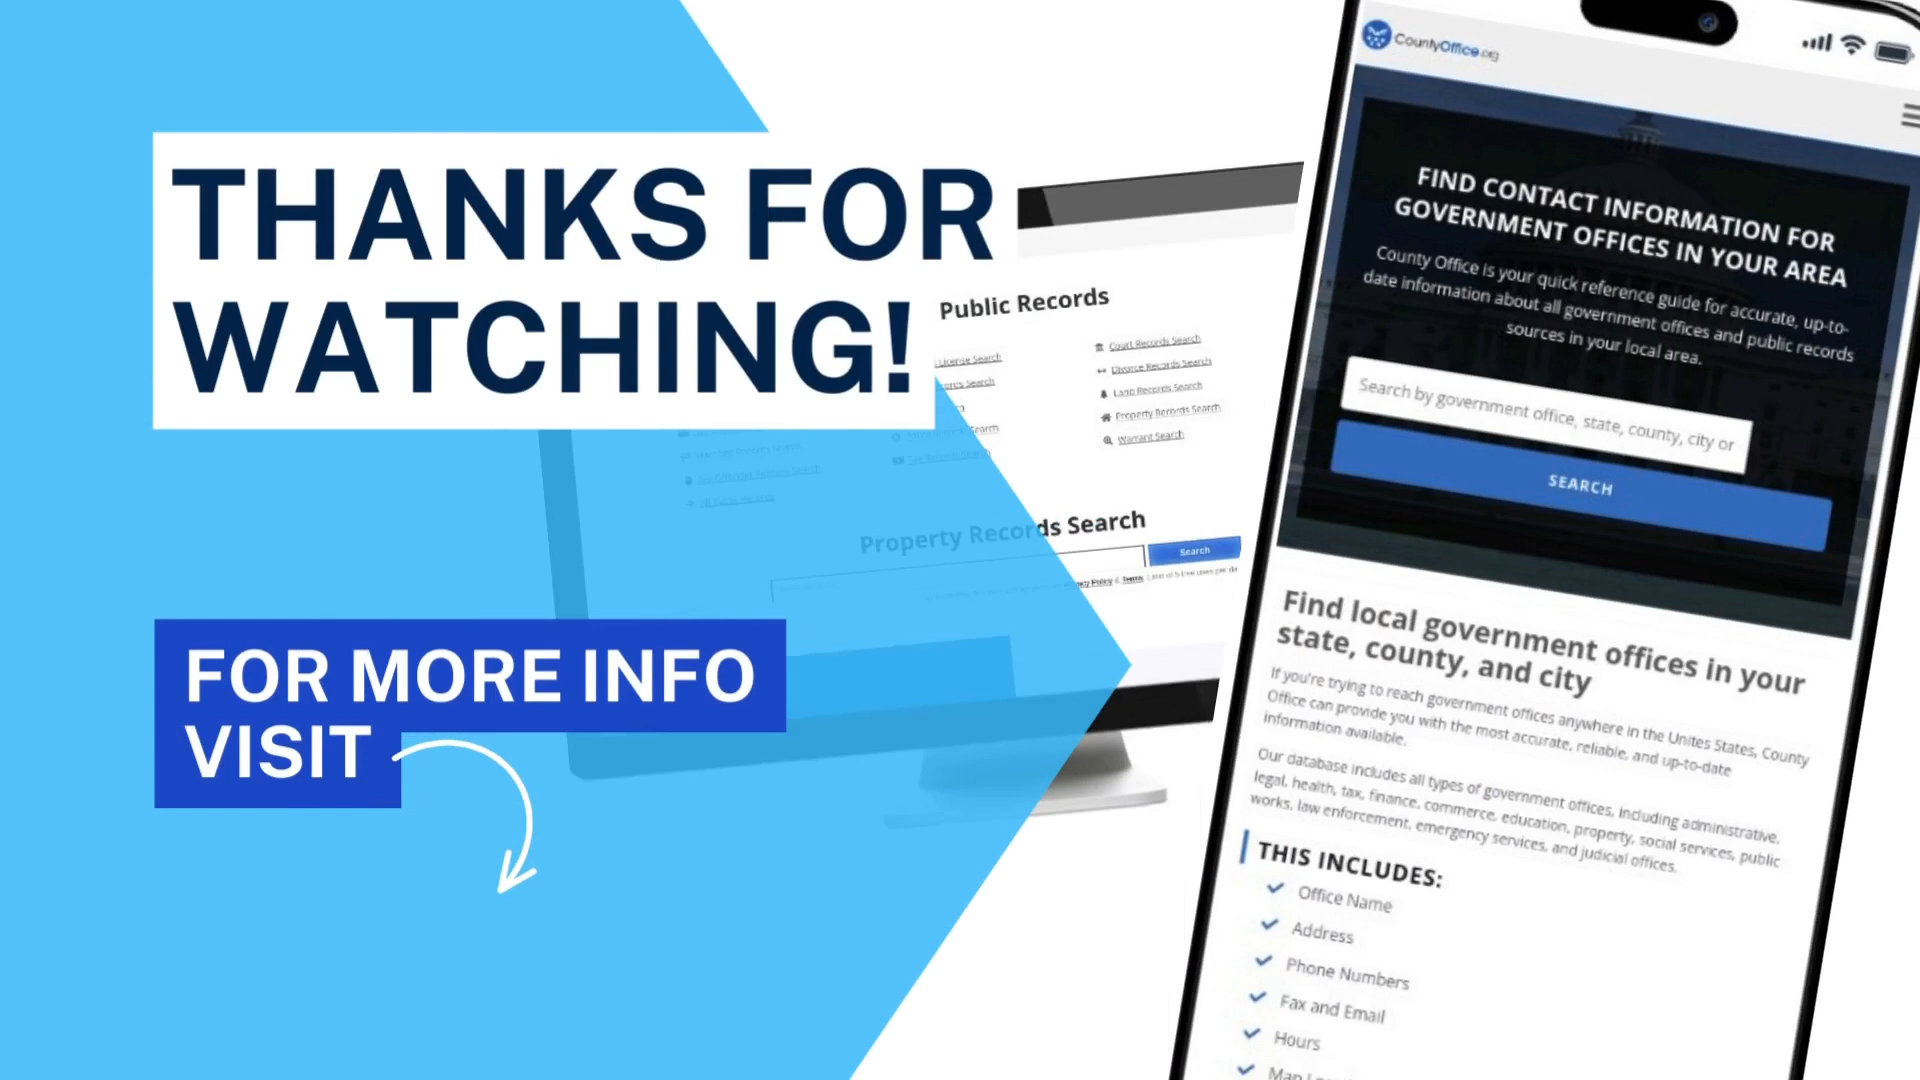 THANKS FOR
WATCHING!
FOR MORE INFO
VISIT
Public Records
License Search
Search
Search
Court Records Search
Divorce Records Search
Land Records Search
Property Records Search
Warrant Search
Property Records Search
Search
Policy & Terms
CountyOffice.org
FIND CONTACT INFORMATION FOR
GOVERNMENT OFFICES IN YOUR AREA
County Office is your quick reference guide for accurate, up-to-
date information about all government offices and public records
sources in your local area.
Search by government office, state, county, city or
SEARCH
Find local government offices in your
state, county, and city
If you're trying to reach government offices anywhere in the Unites States, County
Office can provide you with the most accurate, reliable, and up-to-date
information available.
Our database includes all types of government offices, including administrative,
legal, health, tax, finance, commerce, education, property, social services, public
works, law enforcement, emergency services, and judicial offices.
THIS INCLUDES:
Office Name
Address
Phone Numbers
Fax and Email
Hours
Map